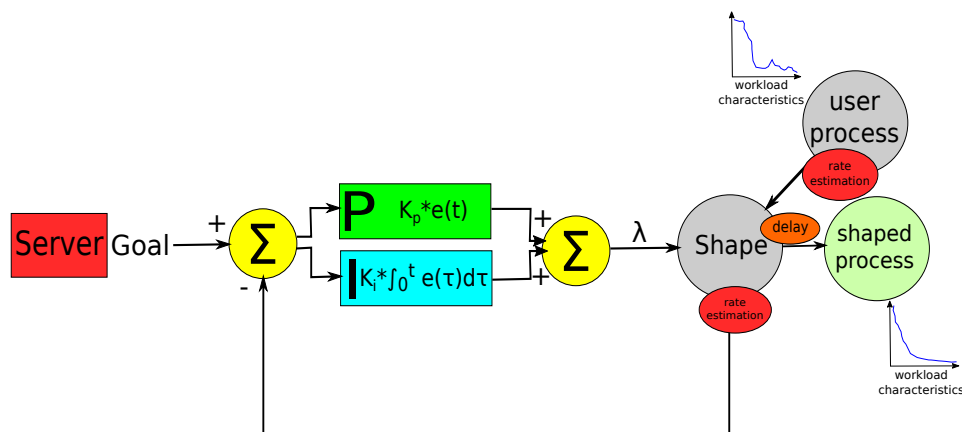 workload
characteristics
user
process
rate
estimation
Server
Goal
+
-
Σ
P Kp*e(t)
I Ki*∫0^t e(τ)dτ
+
+
Σ
λ
Shape
delay
shaped
process
rate
estimation
workload
characteristics